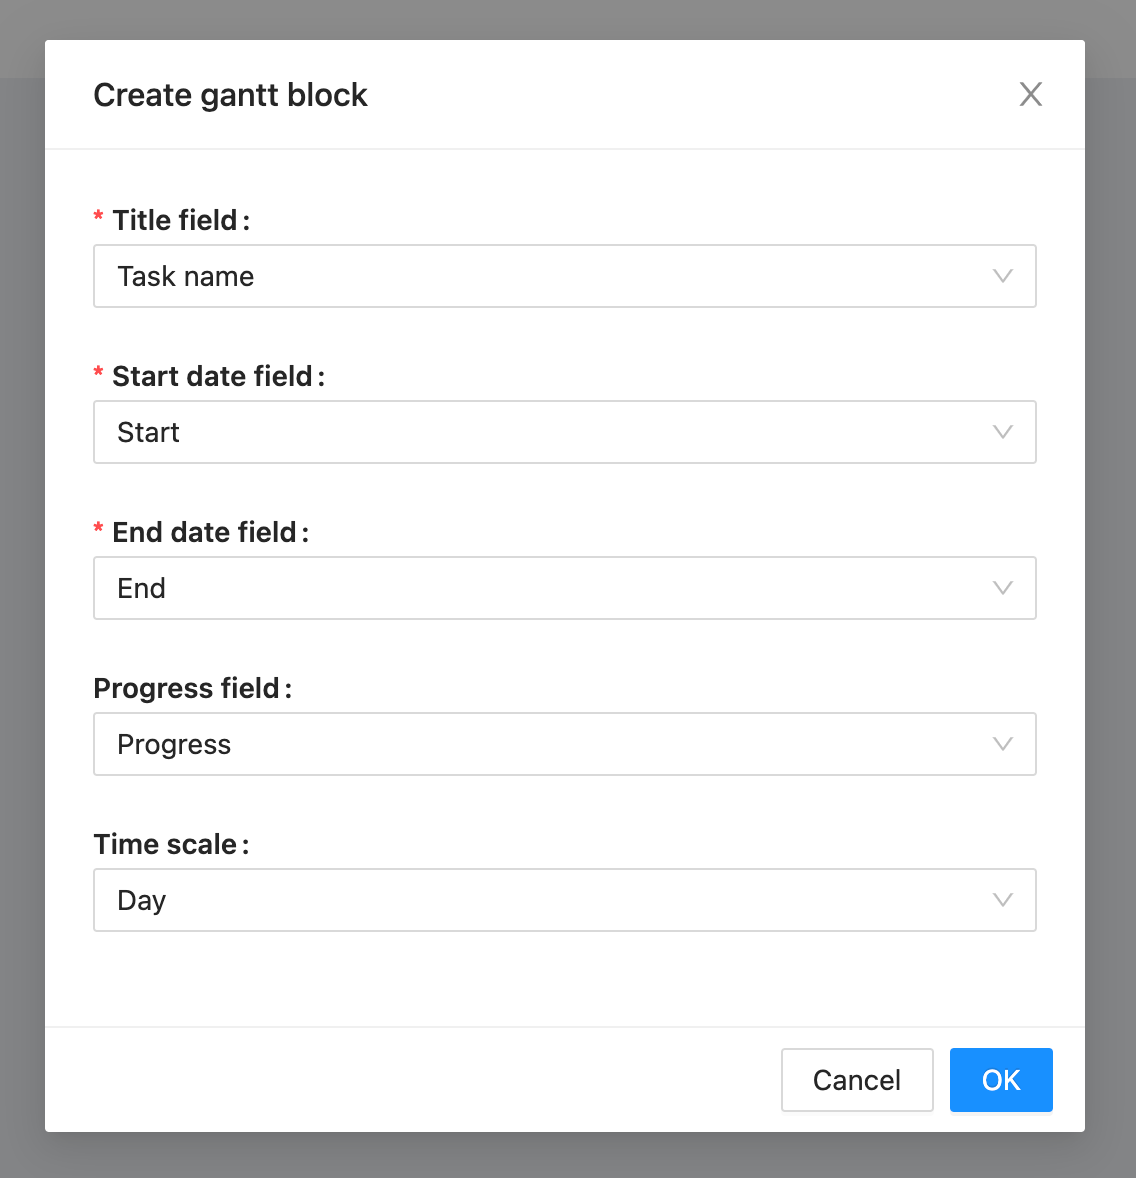 Create gantt block
* Title field:
Task name
* Start date field:
Start
* End date field:
End
Progress field:
Progress
Time scale:
Day
Cancel OK